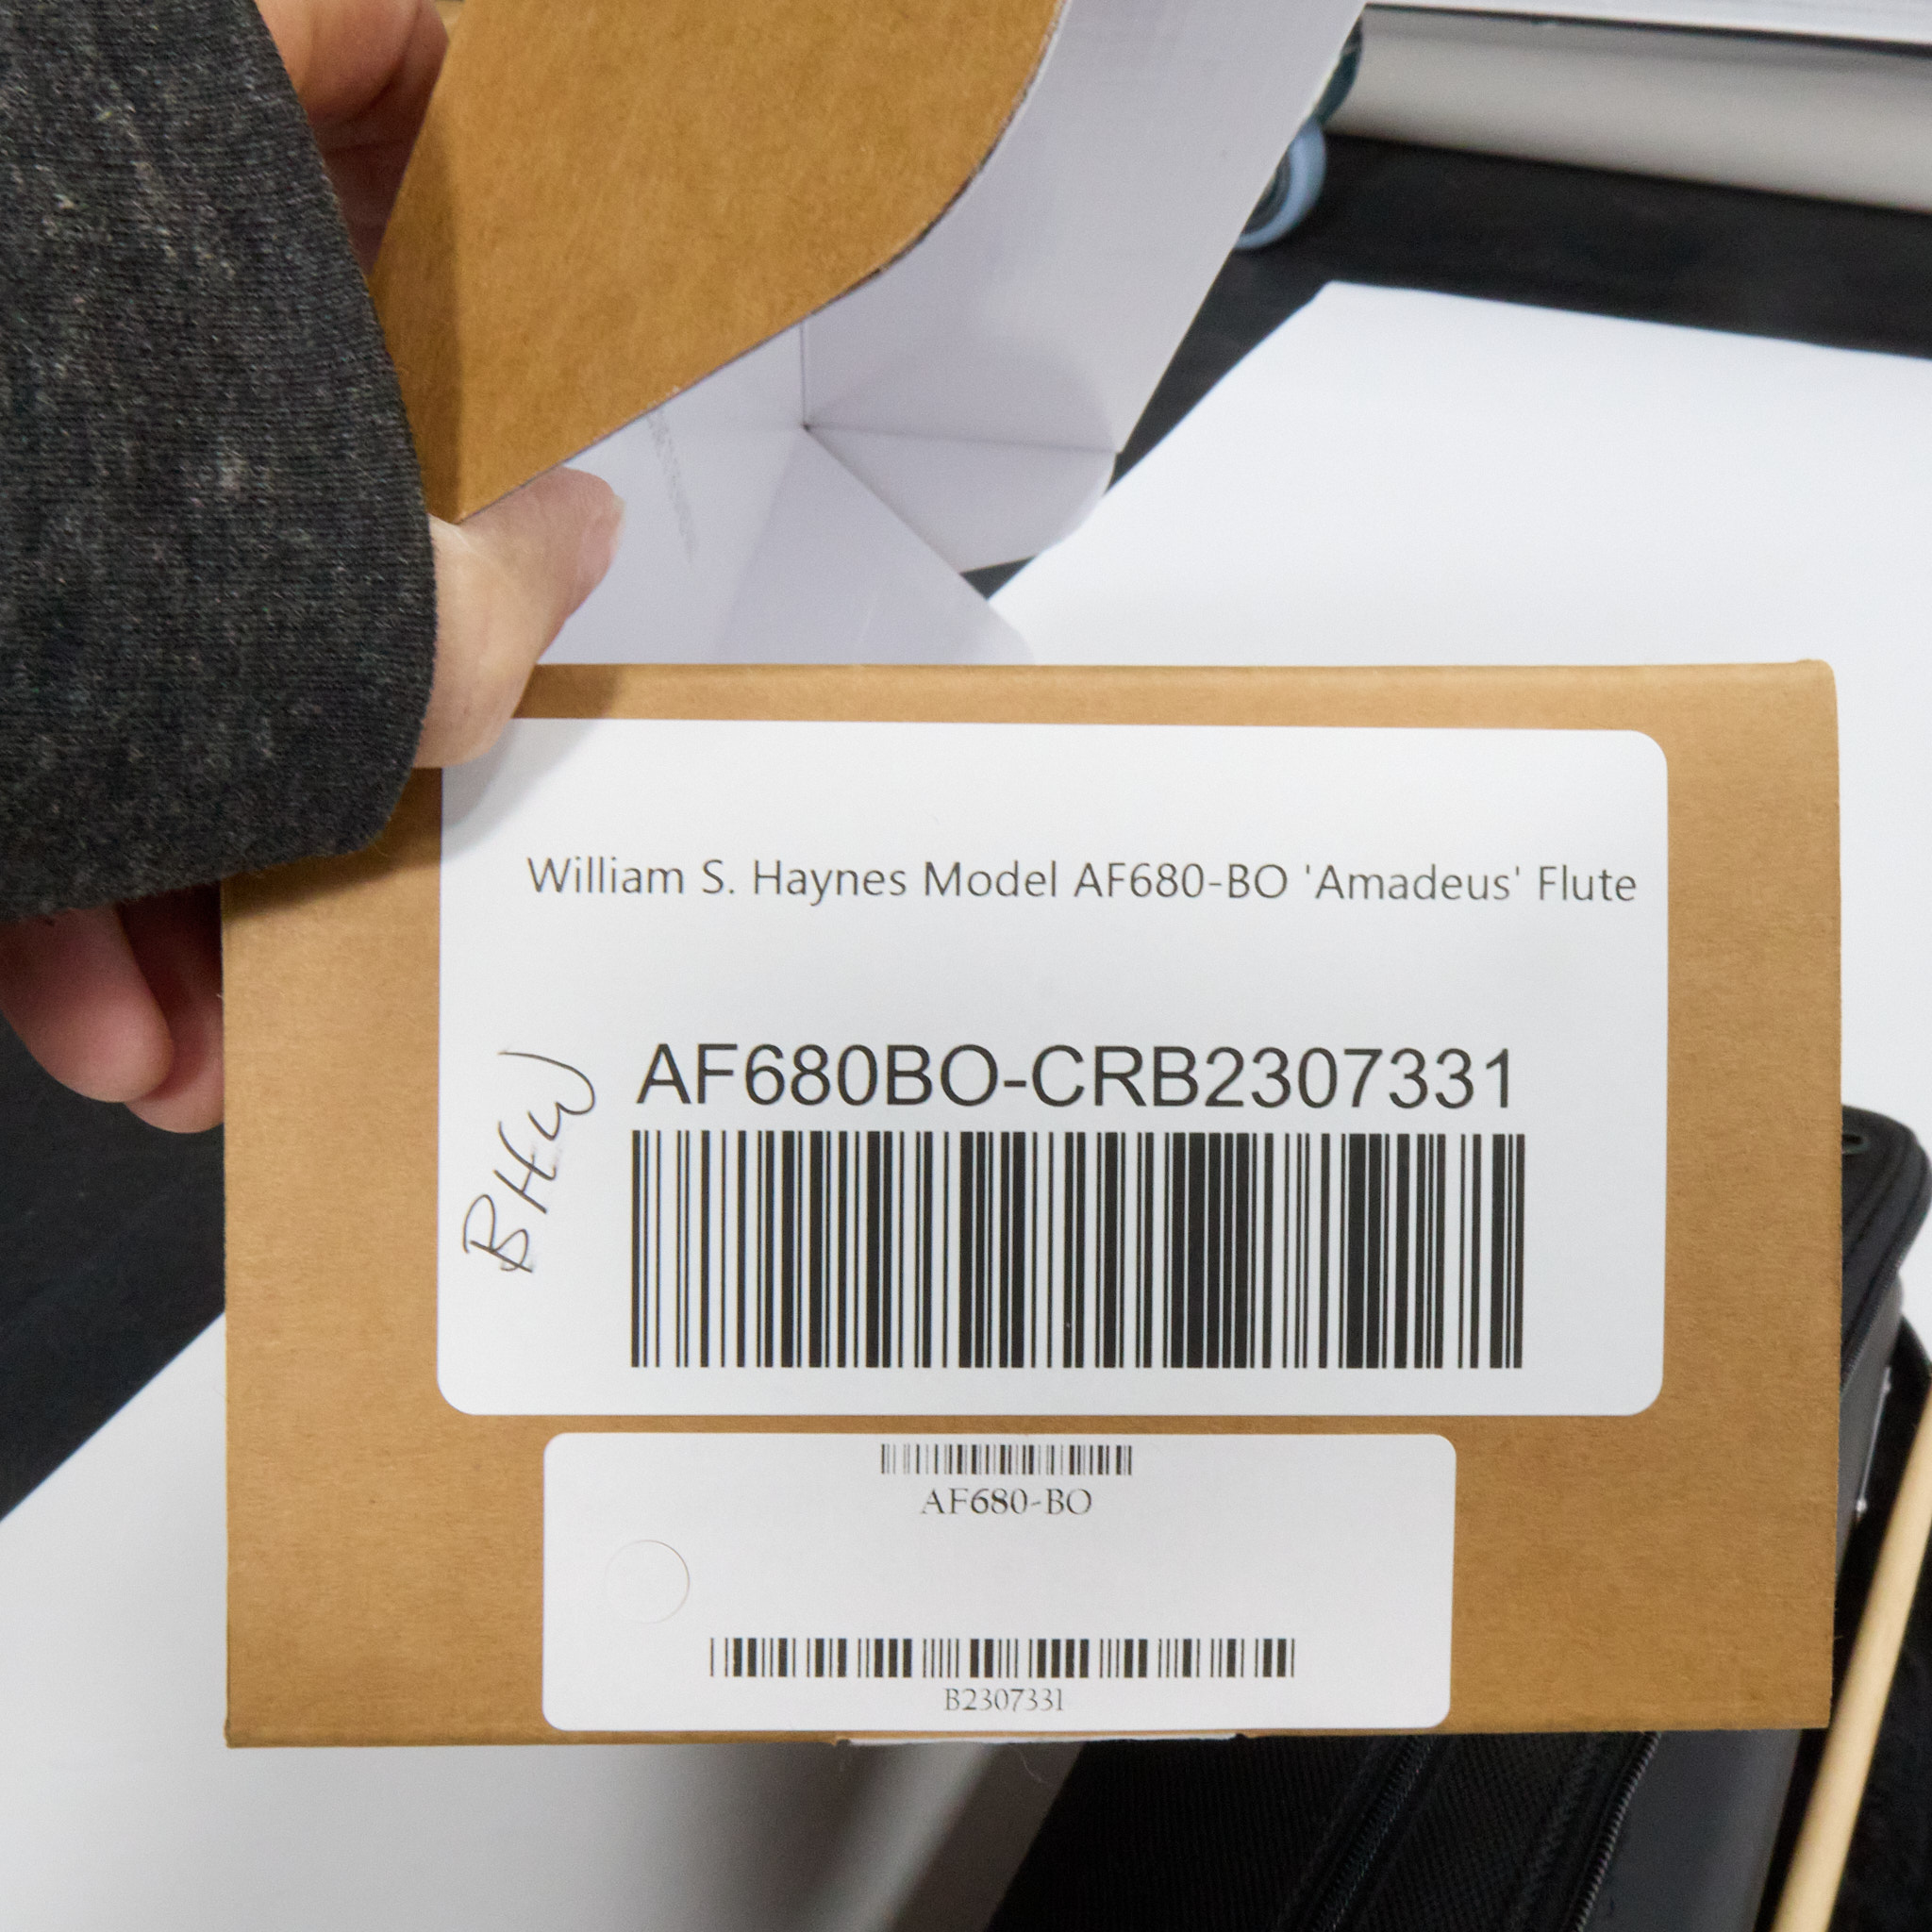 William S. Haynes Model AF680-BO 'Amadeus' Flute
AF680BO-CRB2307331
BHW
AF680-BO
B2307331